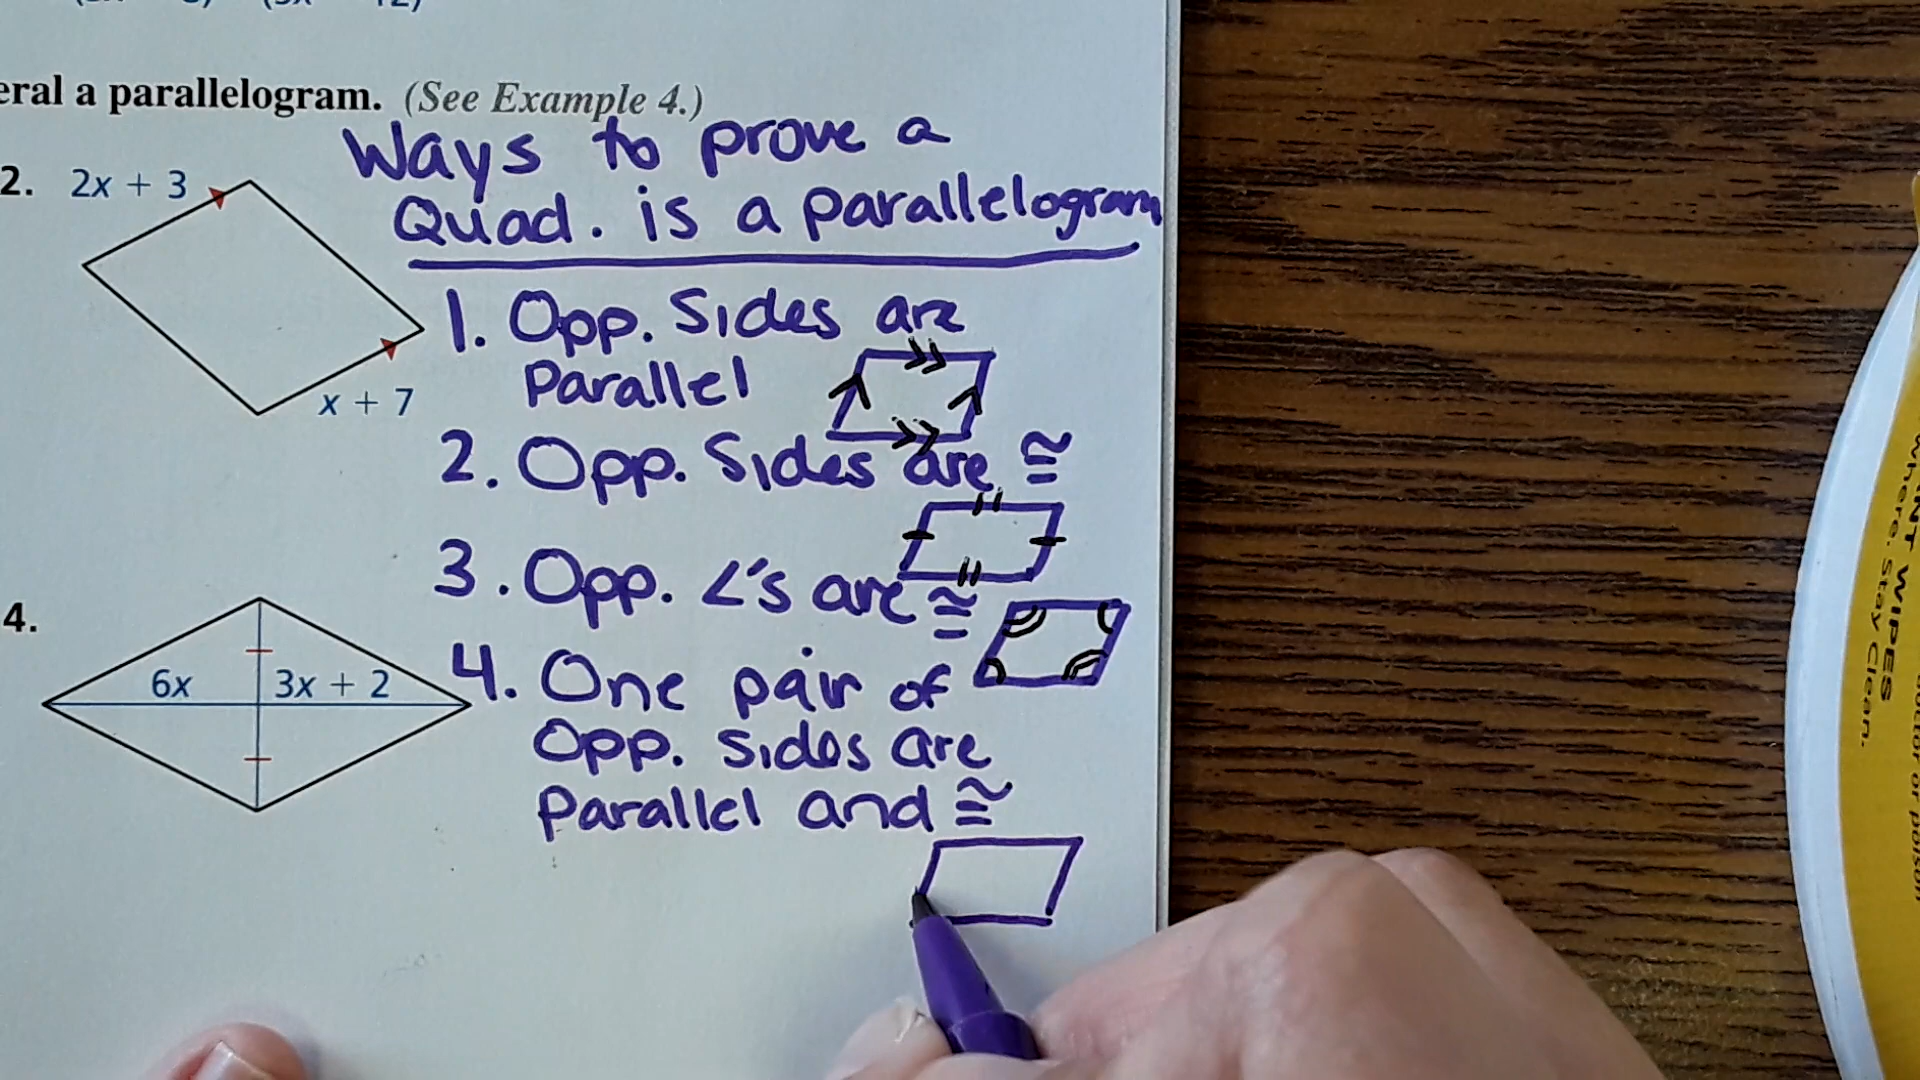 eral a parallelogram. (See Example 4.)
Ways to prove a
Quad. is a parallelogram
2. 2x + 3
x + 7
1. Opp. Sides are
Parallel
2. Opp. Sides are ≅
3. Opp. ∠'s are ≅
4.
6x
3x + 2
4. One pair of
Opp. sides are
Parallel and ≅
WIPES
where. Stay Clean.